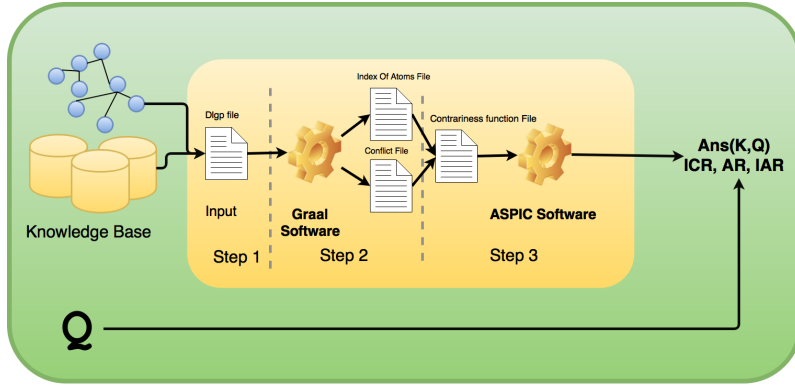 Index Of Atoms File
Dlgp file
Contrariness function File
Conflict File
Ans(K,Q)
ICR, AR, IAR
Input
Graal
Software
ASPIC Software
Knowledge Base
Step 1
Step 2
Step 3
Q